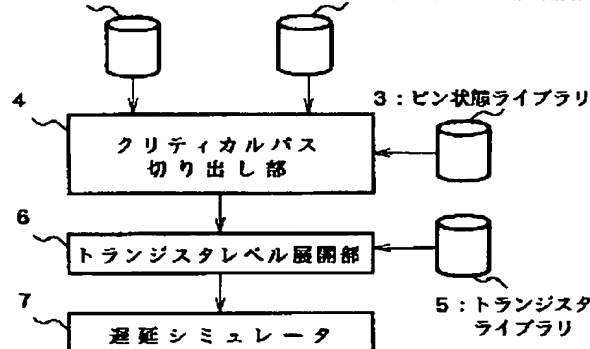 4
3：ピン状態ライブラリ
クリティカルパス
切り出し部
6
トランジスタレベル展開部
7
5：トランジスタ
ライブラリ
遅延シミュレータ